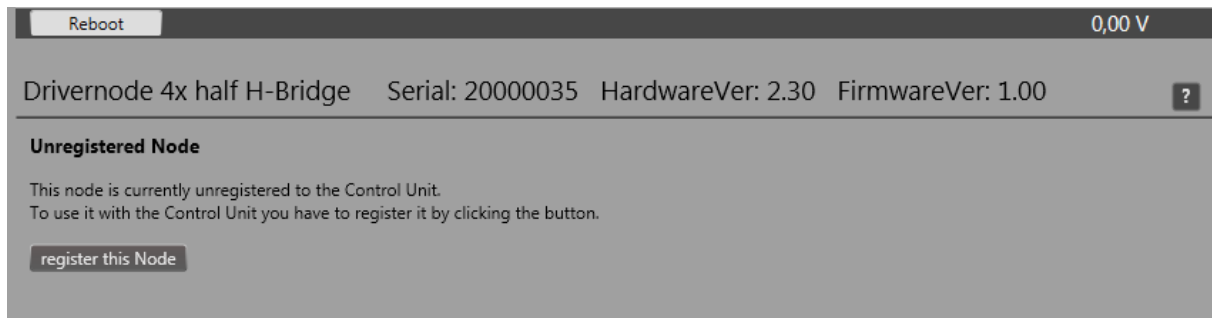 Reboot 0,00 V
Drivernode 4x half H-Bridge Serial: 20000035 HardwareVer: 2.30 FirmwareVer: 1.00 ?
Unregistered Node
This node is currently unregistered to the Control Unit.
To use it with the Control Unit you have to register it by clicking the button.
register this Node